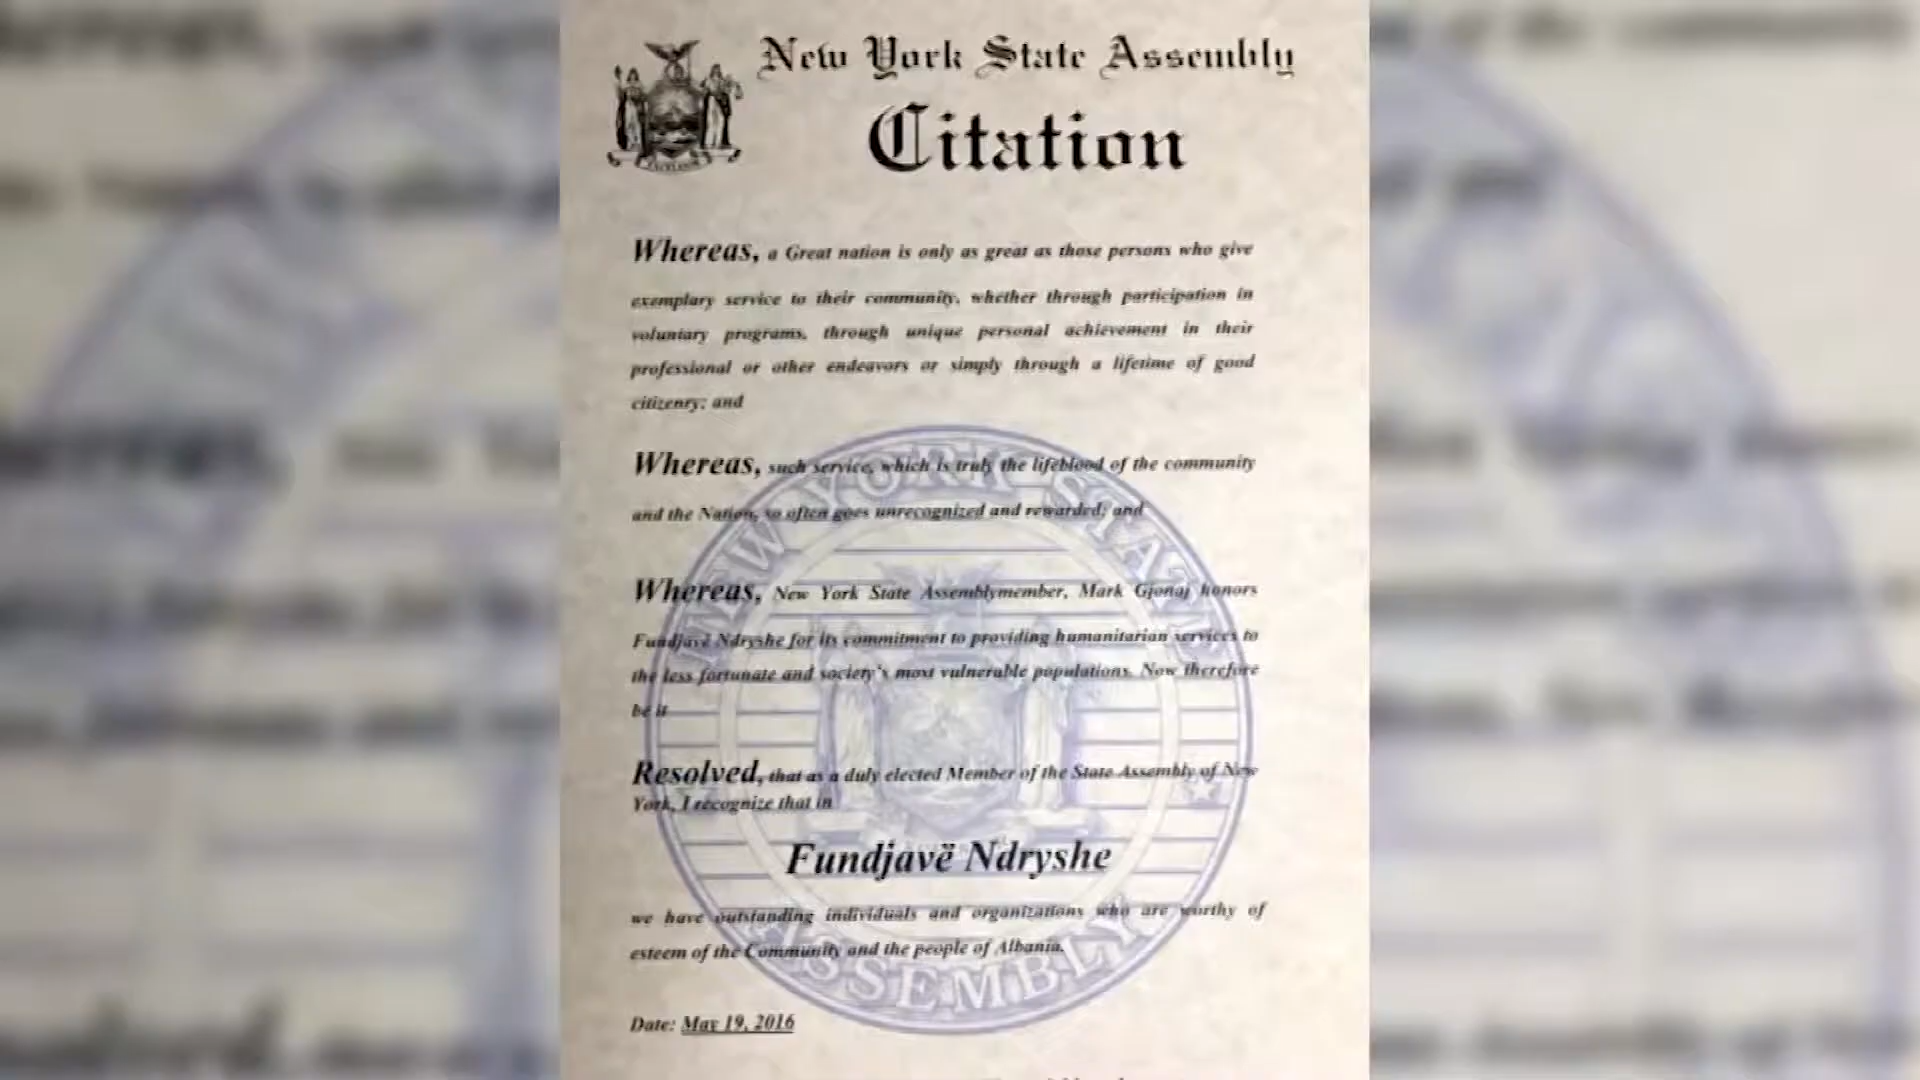 New York State Assembly
Citation
Whereas, a Great nation is only as great as those persons who give
exemplary service to their community, whether through participation in
voluntary programs, through unique personal achievement in their
professional or other endeavors or simply through a lifetime of good
citizenry; and
Whereas, such service, which is truly the lifeblood of the community
and the Nation, so often goes unrecognized and rewarded; and
Whereas, New York State Assemblymember, Mark Gjonaj honors
Fundjavë Ndryshe for its commitment to providing humanitarian services to
the less fortunate and society's most vulnerable populations. Now therefore
be it
Resolved, that as a duly elected Member of the State Assembly of New
York, I recognize that in
Fundjavë Ndryshe
we have outstanding individuals and organizations who are worthy of
esteem of the Community and the people of Albania.
Date: May 19, 2016
NEW YORK STATE
ASSEMBLY